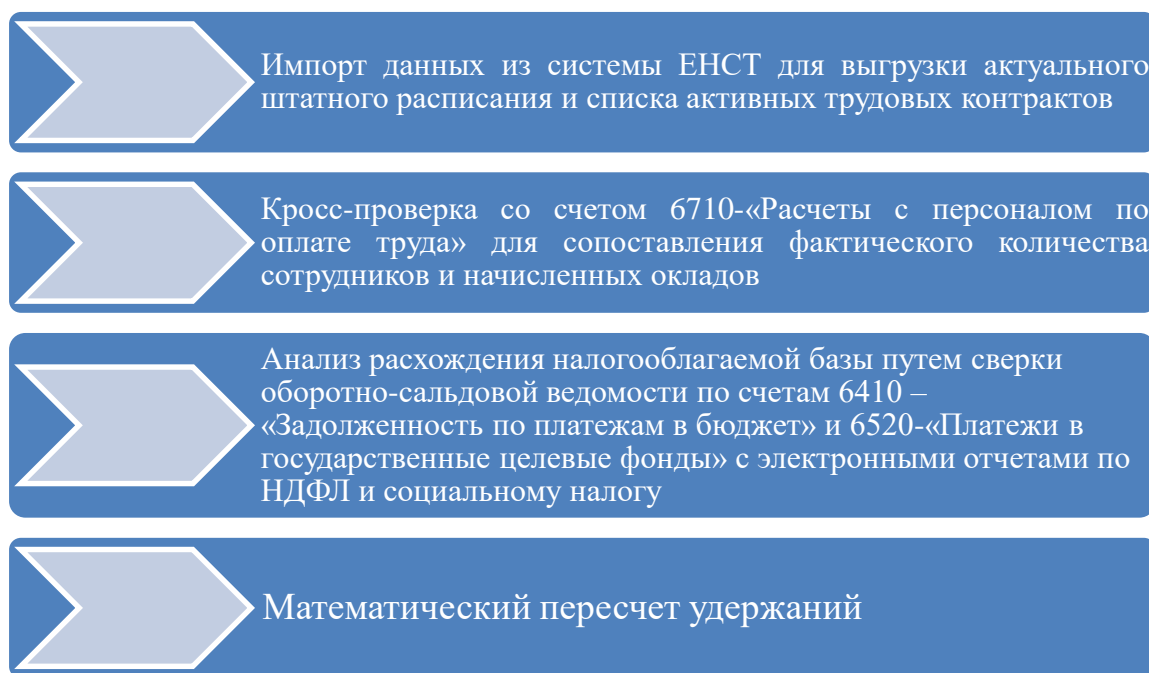 Импорт данных из системы ЕНСТ для выгрузки актуального
штатного расписания и списка активных трудовых контрактов
Кросс-проверка со счетом 6710-«Расчеты с персоналом по
оплате труда» для сопоставления фактического количества
сотрудников и начисленных окладов
Анализ расхождения налогооблагаемой базы путем сверки
оборотно-сальдовой ведомости по счетам 6410 –
«Задолженность по платежам в бюджет» и 6520-«Платежи в
государственные целевые фонды» с электронными отчетами по
НДФЛ и социальному налогу
Математический пересчет удержаний